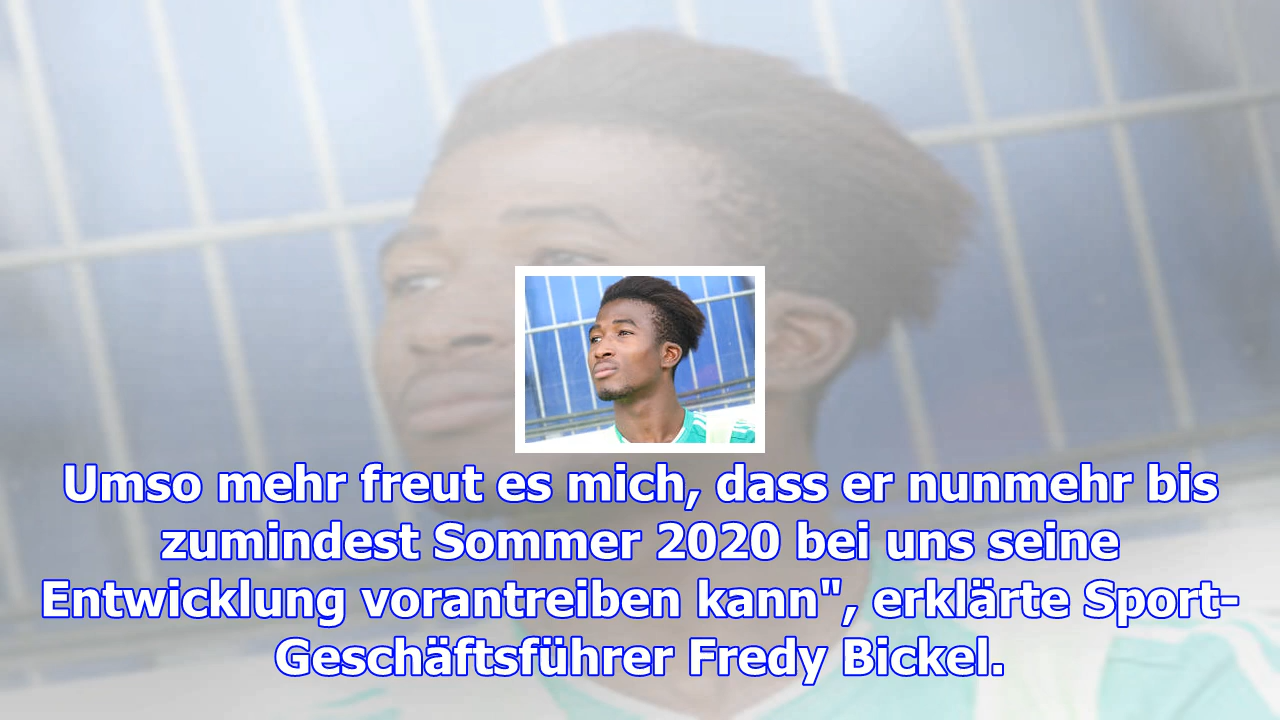 Umso mehr freut es mich, dass er nunmehr bis
zumindest Sommer 2020 bei uns seine
Entwicklung vorantreiben kann", erklärte Sport-
Geschäftsführer Fredy Bickel.